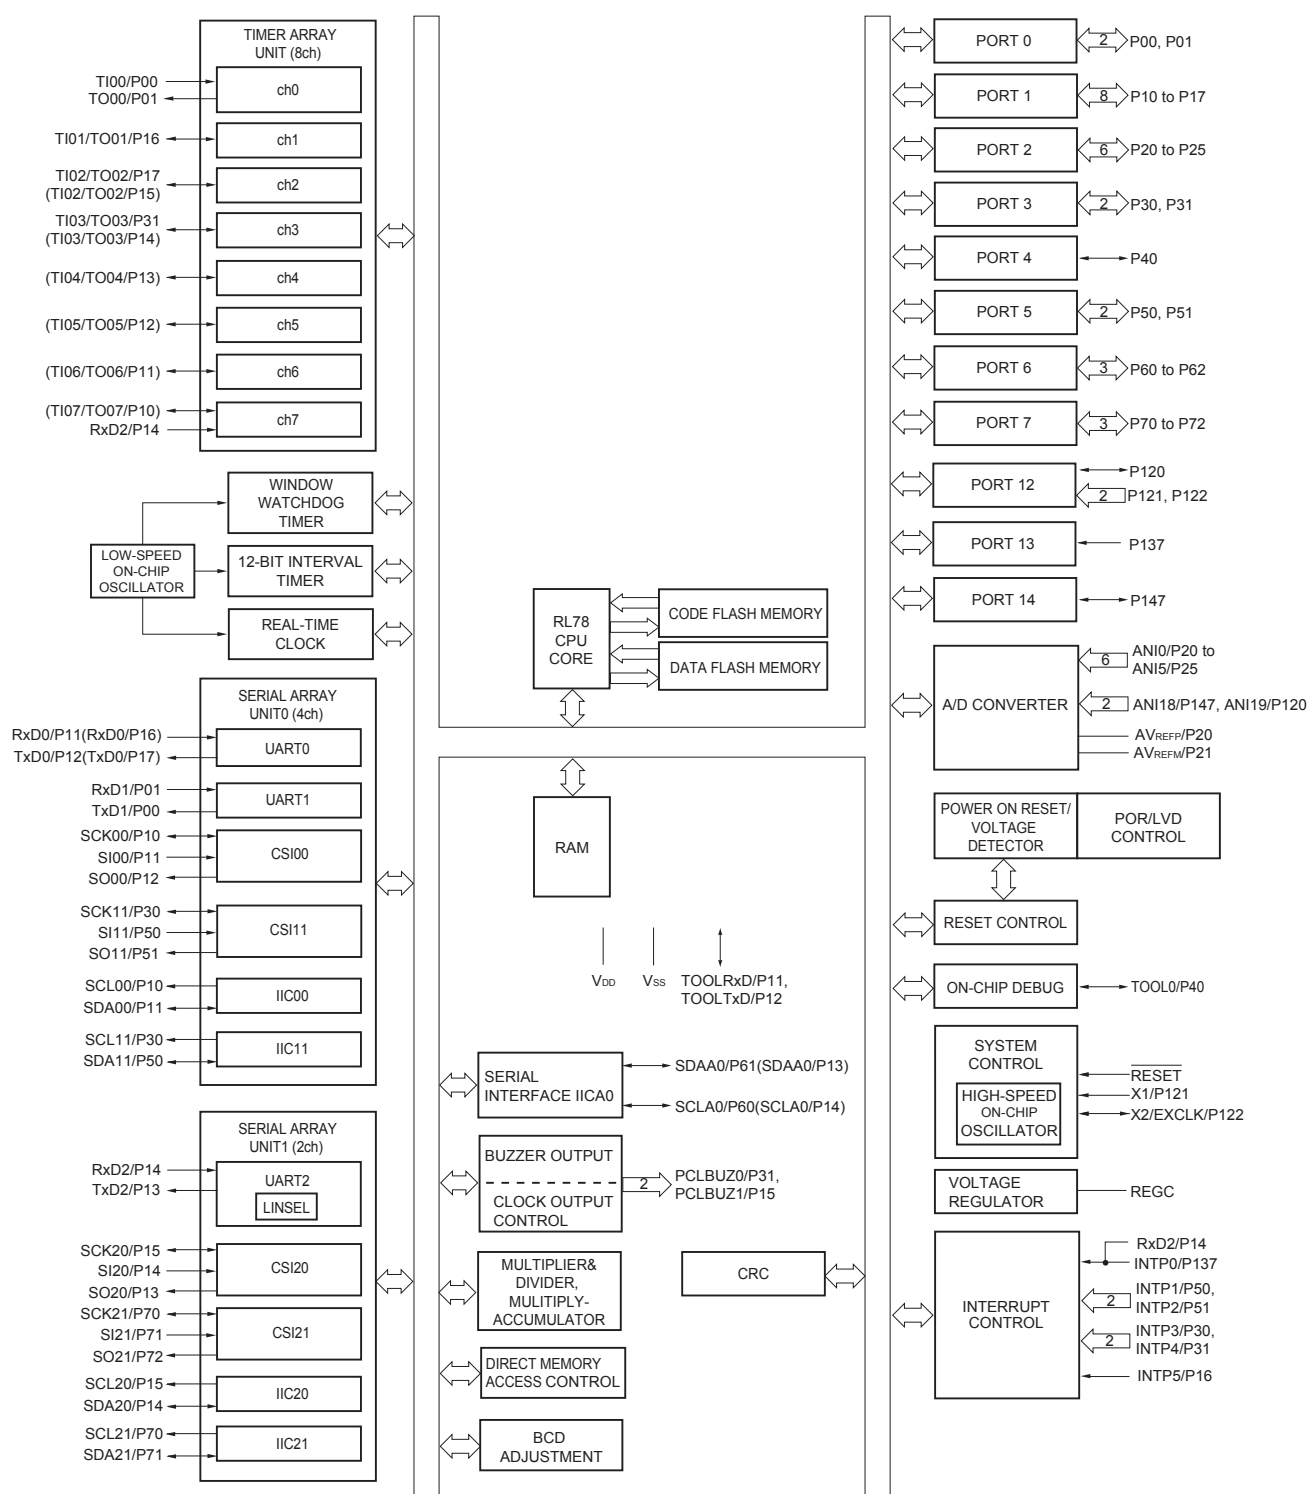 TIMER ARRAY
UNIT (8ch)
TI00/P00
TO00/P01
ch0
TI01/TO01/P16
ch1
TI02/TO02/P17
(TI02/TO02/P15)
ch2
TI03/TO03/P31
(TI03/TO03/P14)
ch3
(TI04/TO04/P13)
ch4
(TI05/TO05/P12)
ch5
(TI06/TO06/P11)
ch6
(TI07/TO07/P10)
RxD2/P14
ch7
LOW-SPEED
ON-CHIP
OSCILLATOR
WINDOW
WATCHDOG
TIMER
12-BIT INTERVAL
TIMER
REAL-TIME
CLOCK
SERIAL ARRAY
UNIT0 (4ch)
RxD0/P11(RxD0/P16)
TxD0/P12(TxD0/P17)
UART0
RxD1/P01
TxD1/P00
UART1
SCK00/P10
SI00/P11
SO00/P12
CSI00
SCK11/P30
SI11/P50
SO11/P51
CSI11
SCL00/P10
SDA00/P11
IIC00
SCL11/P30
SDA11/P50
IIC11
SERIAL ARRAY
UNIT1 (2ch)
RxD2/P14
TxD2/P13
UART2
LINSEL
SCK20/P15
SI20/P14
SO20/P13
CSI20
SCK21/P70
SI21/P71
SO21/P72
CSI21
SCL20/P15
SDA20/P14
IIC20
SCL21/P70
SDA21/P71
IIC21
RL78
CPU
CORE
CODE FLASH MEMORY
DATA FLASH MEMORY
RAM
VDD
VSS
TOOLRxD/P11,
TOOLTxD/P12
SERIAL
INTERFACE IICA0
SDAA0/P61(SDAA0/P13)
SCLA0/P60(SCLA0/P14)
BUZZER OUTPUT
CLOCK OUTPUT
CONTROL
2
PCLBUZ0/P31,
PCLBUZ1/P15
MULTIPLIER&
DIVIDER,
MULITIPLY-
ACCUMULATOR
CRC
DIRECT MEMORY
ACCESS CONTROL
BCD
ADJUSTMENT
PORT 0
2
P00, P01
PORT 1
8
P10 to P17
PORT 2
6
P20 to P25
PORT 3
2
P30, P31
PORT 4
P40
PORT 5
2
P50, P51
PORT 6
3
P60 to P62
PORT 7
3
P70 to P72
PORT 12
P120
2
P121, P122
PORT 13
P137
PORT 14
P147
A/D CONVERTER
6
ANI0/P20 to
ANI5/P25
2
ANI18/P147, ANI19/P120
AVREFP/P20
AVREFM/P21
POWER ON RESET/
VOLTAGE
DETECTOR
POR/LVD
CONTROL
RESET CONTROL
ON-CHIP DEBUG
TOOL0/P40
SYSTEM
CONTROL
HIGH-SPEED
ON-CHIP
OSCILLATOR
RESET
X1/P121
X2/EXCLK/P122
VOLTAGE
REGULATOR
REGC
INTERRUPT
CONTROL
RxD2/P14
INTP0/P137
2
INTP1/P50,
INTP2/P51
2
INTP3/P30,
INTP4/P31
INTP5/P16